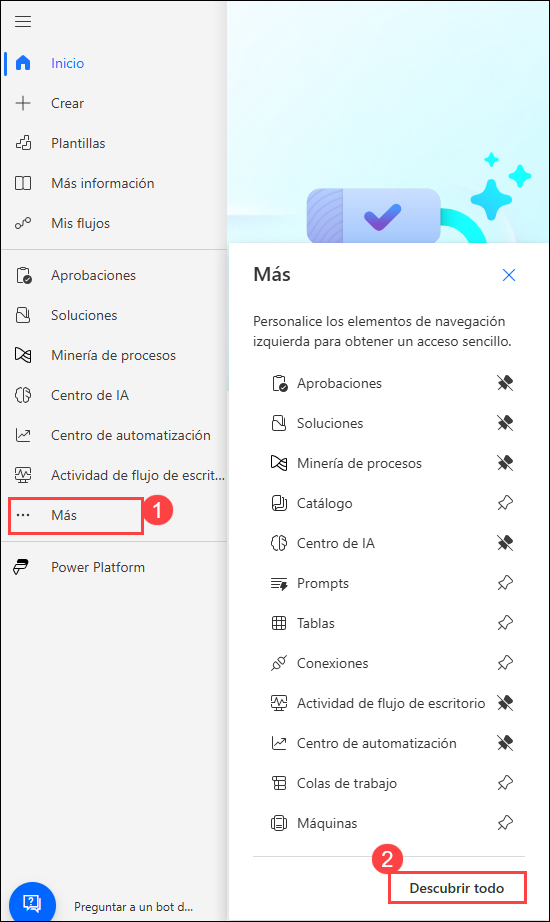 Inicio
Crear
Plantillas
Más información
Mis flujos
Aprobaciones
Soluciones
Minería de procesos
Centro de IA
Centro de automatización
Actividad de flujo de escrit...
Más
1
Power Platform
Preguntar a un bot d...
Más
Personalice los elementos de navegación
izquierda para obtener un acceso sencillo.
Aprobaciones
Soluciones
Minería de procesos
Catálogo
Centro de IA
Prompts
Tablas
Conexiones
Actividad de flujo de escritorio
Centro de automatización
Colas de trabajo
Máquinas
2
Descubrir todo